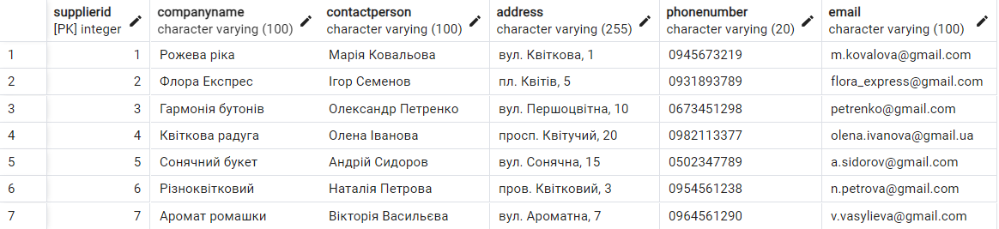 supplierid companyname contactperson address phonenumber email
[PK] integer character varying (100) character varying (100) character varying (255) character varying (20) character varying (100)
1 1 Рожева ріка Марія Ковальова вул. Квіткова, 1 0945673219 m.kovalova@gmail.com
2 2 Флора Експрес Ігор Семенов пл. Квітів, 5 0931893789 flora_express@gmail.com
3 3 Гармонія бутонів Олександр Петренко вул. Першоцвітна, 10 0673451298 petrenko@gmail.com
4 4 Квіткова радуга Олена Іванова просп. Квітучий, 20 0982113377 olena.ivanova@gmail.ua
5 5 Сонячний букет Андрій Сидоров вул. Сонячна, 15 0502347789 a.sidorov@gmail.com
6 6 Різноквітковий Наталія Петрова пров. Квітковий, 3 0954561238 n.petrova@gmail.com
7 7 Аромат ромашки Вікторія Васильєва вул. Ароматна, 7 0964561290 v.vasylieva@gmail.com